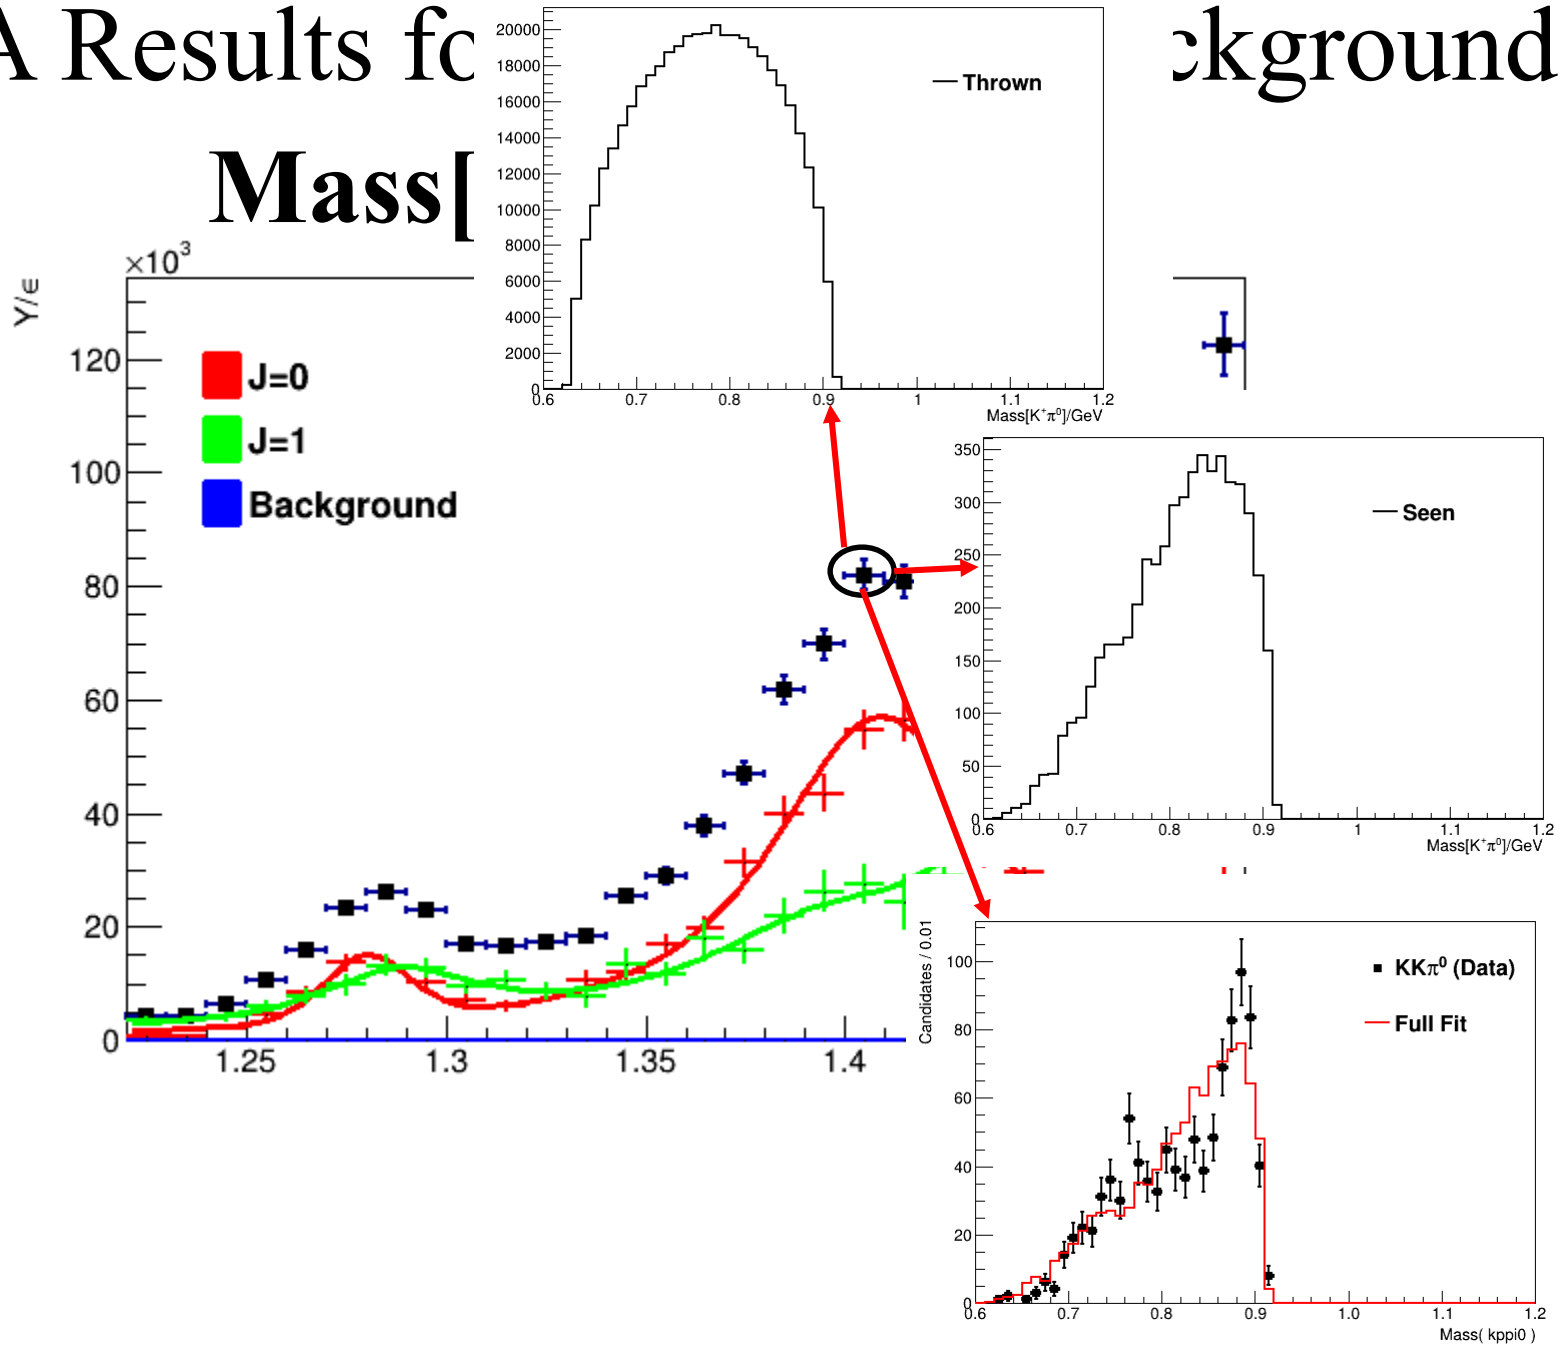 A Results fo ckground
Mass[
×10³
Y/ϵ
120
100
80
60
40
20
0
1.25 1.3 1.35 1.4
J=0
J=1
Background
20000
18000
16000
14000
12000
10000
8000
6000
4000
2000
0
0.6 0.7 0.8 0.9 1 1.1 1.2
Mass[K⁺π⁰]/GeV
Thrown
350
300
250
200
150
100
50
0
0.6 0.7 0.8 0.9 1 1.1 1.2
Mass[K⁺π⁰]/GeV
Seen
Candidates / 0.01
100
80
60
40
20
0
0.6 0.7 0.8 0.9 1.0 1.1 1.2
Mass( kppi0 )
KKπ⁰ (Data)
Full Fit